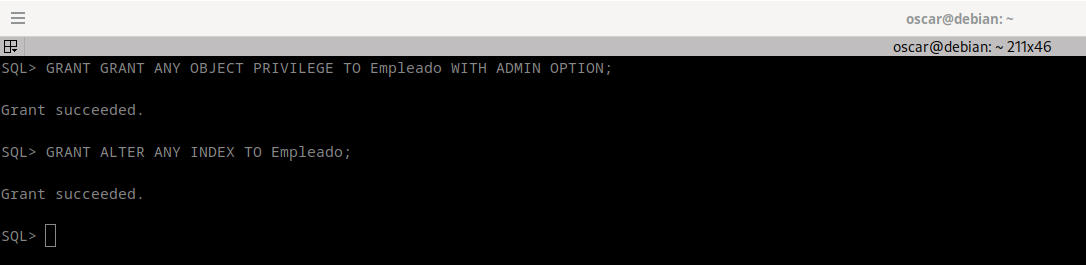 oscar@debian: ~
oscar@debian: ~ 211x46
SQL> GRANT GRANT ANY OBJECT PRIVILEGE TO Empleado WITH ADMIN OPTION;
Grant succeeded.
SQL> GRANT ALTER ANY INDEX TO Empleado;
Grant succeeded.
SQL>